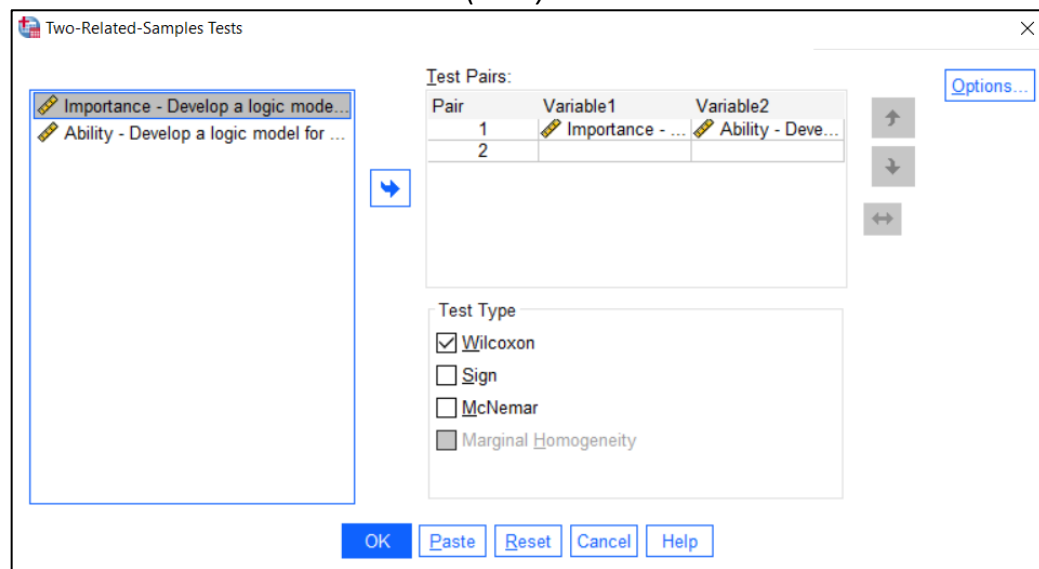 Two-Related-Samples Tests
Importance - Develop a logic mode...
Ability - Develop a logic model for ...
Test Pairs:
Pair Variable1 Variable2
1 Importance - ... Ability - Deve...
2
Options...
Test Type
Wilcoxon
Sign
McNemar
Marginal Homogeneity
OK Paste Reset Cancel Help